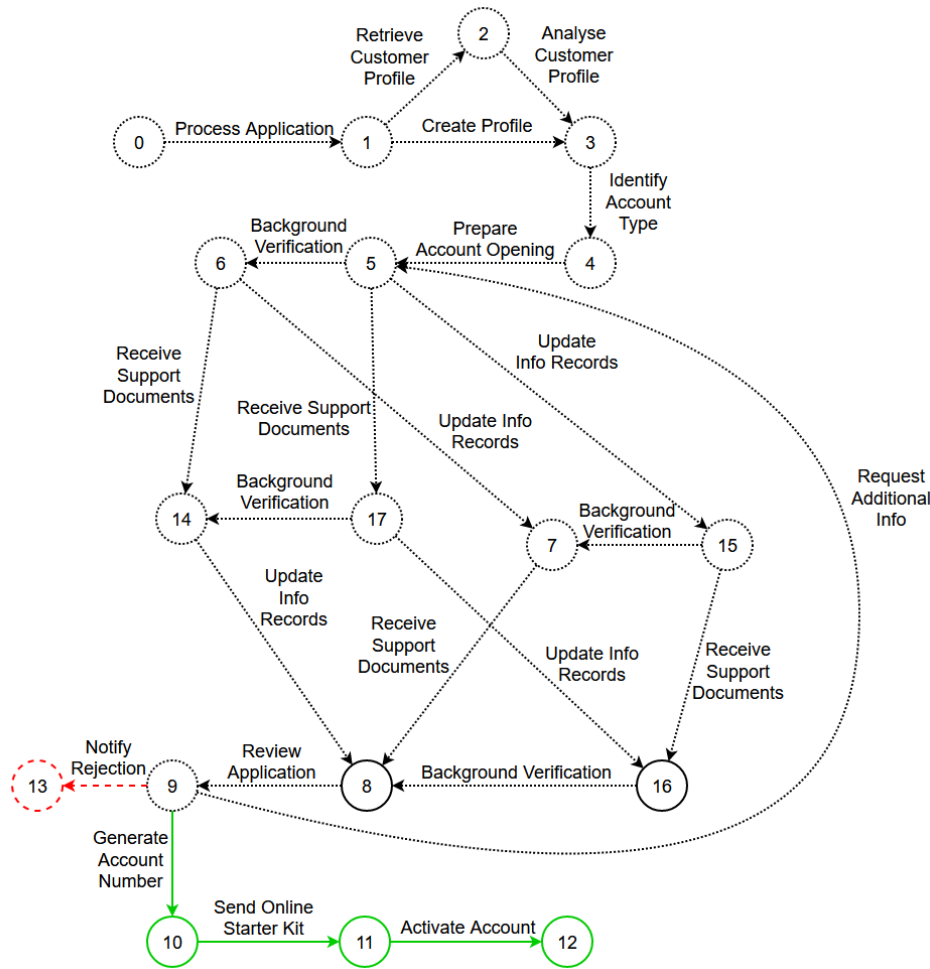 Retrieve
Customer
Profile
2
Analyse
Customer
Profile
0
Process Application
1
Create Profile
3
Identify
Account
Type
Background
Verification
Prepare
Account Opening
6
5
4
Receive
Support
Documents
Receive Support
Documents
Update
Info Records
Update Info
Records
Request
Additional
Info
Background
Verification
Background
Verification
14
17
7
15
Update
Info
Records
Receive
Support
Documents
Update Info
Records
Receive
Support
Documents
Notify
Rejection
Review
Application
Background Verification
13
9
8
16
Generate
Account
Number
Send Online
Starter Kit
Activate Account
10
11
12